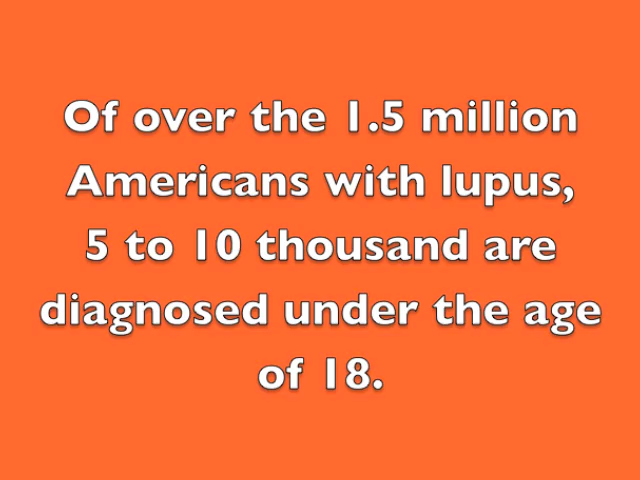 Of over the 1.5 million
Americans with lupus,
5 to 10 thousand are
diagnosed under the age
of 18.